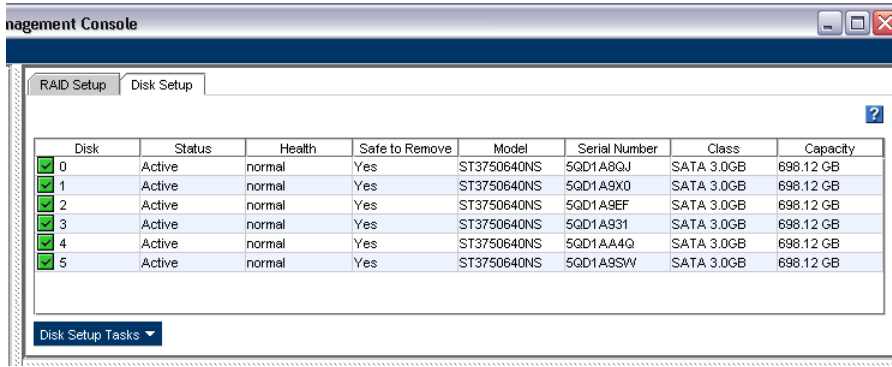 nagement Console
RAID Setup Disk Setup
?
Disk Status Health Safe to Remove Model Serial Number Class Capacity
0 Active normal Yes ST3750640NS 5QD1A8QJ SATA 3.0GB 698.12 GB
1 Active normal Yes ST3750640NS 5QD1A9X0 SATA 3.0GB 698.12 GB
2 Active normal Yes ST3750640NS 5QD1A9EF SATA 3.0GB 698.12 GB
3 Active normal Yes ST3750640NS 5QD1A931 SATA 3.0GB 698.12 GB
4 Active normal Yes ST3750640NS 5QD1AA4Q SATA 3.0GB 698.12 GB
5 Active normal Yes ST3750640NS 5QD1A9SW SATA 3.0GB 698.12 GB
Disk Setup Tasks